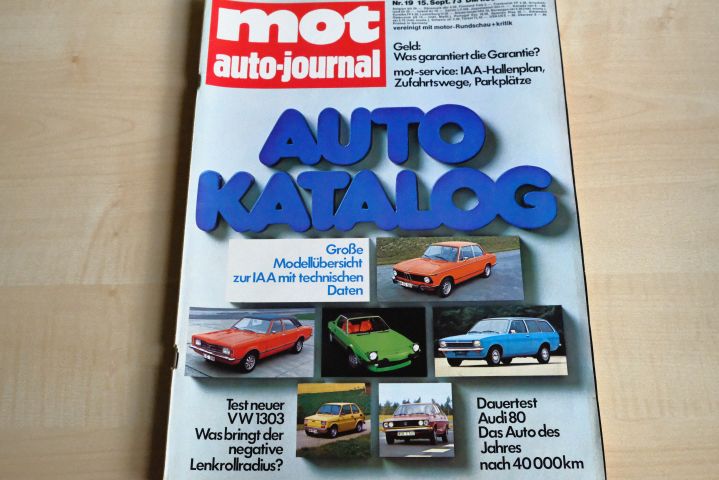 mot
auto-journal
Nr. 19 15. Sept. 73
vereinigt mit motor-Rundschau+kritik
Geld:
Was garantiert die Garantie?
mot-service: IAA-Hallenplan,
Zufahrtswege, Parkplätze
AUTO
KATALOG
Große
Modellübersicht
zur IAA mit technischen
Daten
Test neuer
VW 1303
Was bringt der
negative
Lenkrollradius?
Dauertest
Audi 80
Das Auto des
Jahres
nach 40 000 km